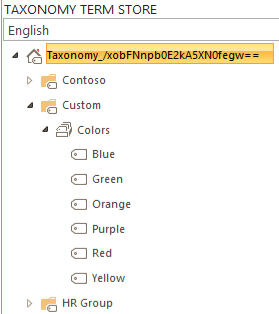 TAXONOMY TERM STORE
English
Taxonomy_/xobFNnpb0E2kA5XN0fegw==
Contoso
Custom
Colors
Blue
Green
Orange
Purple
Red
Yellow
HR Group